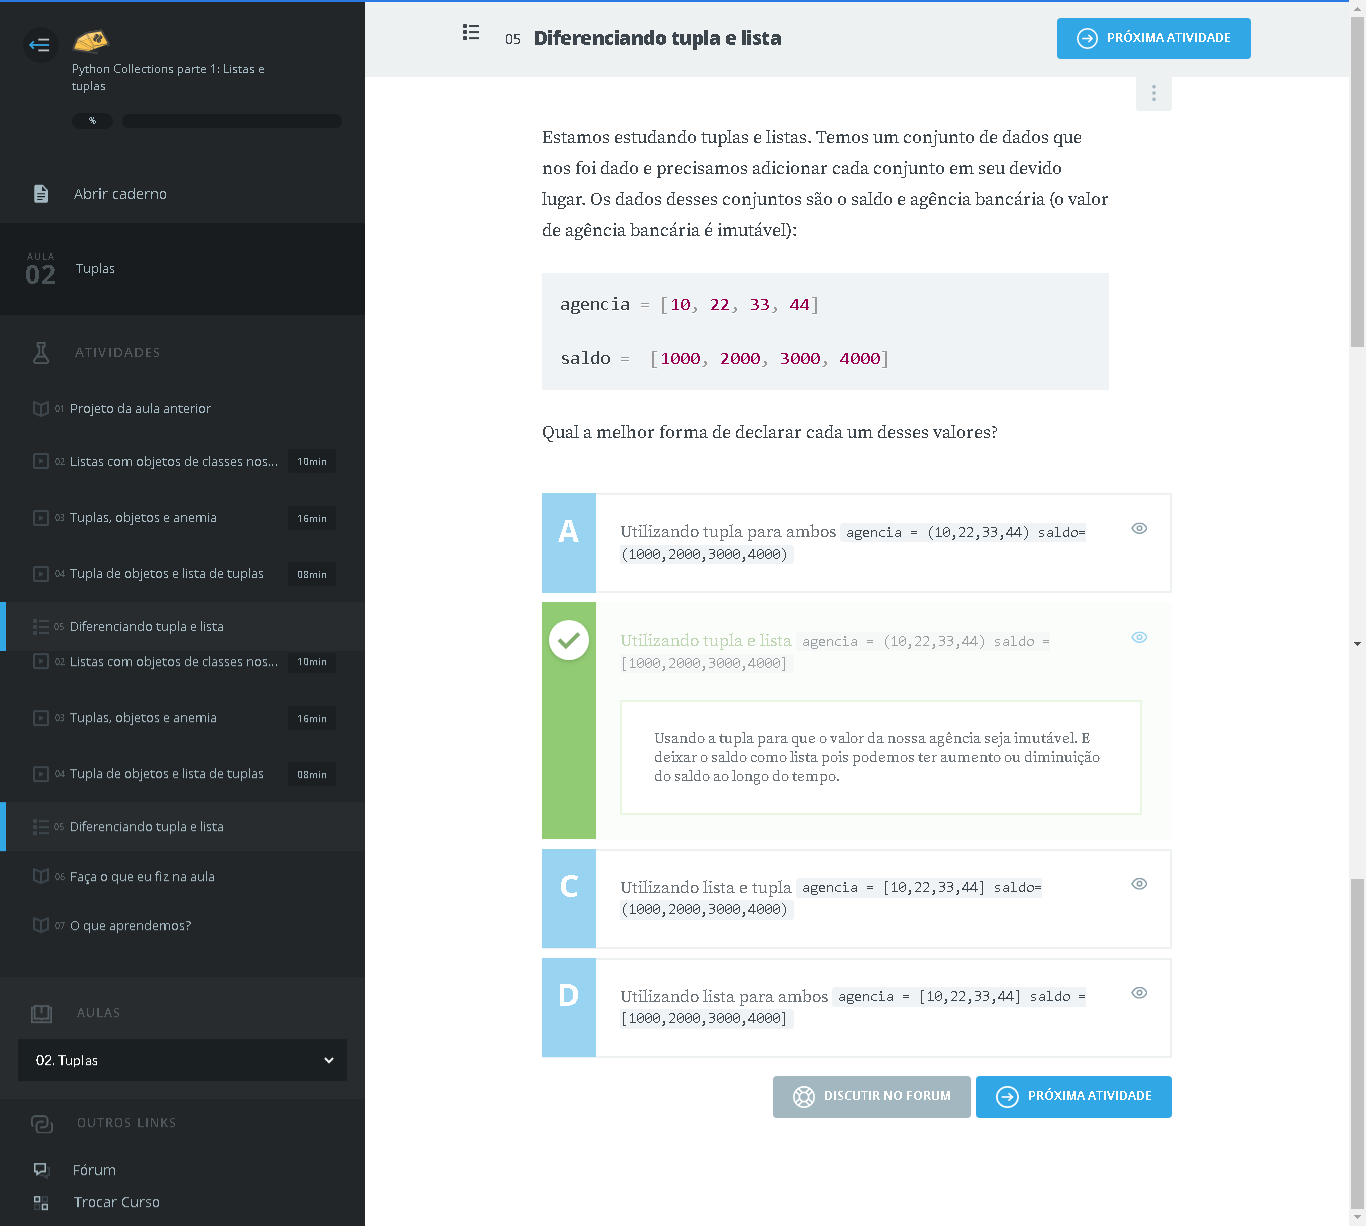 Python Collections parte 1: Listas e
tuplas
%
Abrir caderno
AULA
02
Tuplas
ATIVIDADES
01 Projeto da aula anterior
02 Listas com objetos de classes nos... 10min
03 Tuplas, objetos e anemia 16min
04 Tupla de objetos e lista de tuplas 08min
05 Diferenciando tupla e lista
02 Listas com objetos de classes nos... 10min
03 Tuplas, objetos e anemia 16min
04 Tupla de objetos e lista de tuplas 08min
05 Diferenciando tupla e lista
06 Faça o que eu fiz na aula
07 O que aprendemos?
AULAS
02. Tuplas
OUTROS LINKS
Fórum
Trocar Curso
05 Diferenciando tupla e lista
PRÓXIMA ATIVIDADE
Estamos estudando tuplas e listas. Temos um conjunto de dados que
nos foi dado e precisamos adicionar cada conjunto em seu devido
lugar. Os dados desses conjuntos são o saldo e agência bancária (o valor
de agência bancária é imutável):
agencia = [10, 22, 33, 44]
saldo =  [1000, 2000, 3000, 4000]
Qual a melhor forma de declarar cada um desses valores?
A
Utilizando tupla para ambos agencia = (10,22,33,44) saldo=
(1000,2000,3000,4000)
Utilizando tupla e lista agencia = (10,22,33,44) saldo =
[1000,2000,3000,4000]
Usando a tupla para que o valor da nossa agência seja imutável. E
deixar o saldo como lista pois podemos ter aumento ou diminuição
do saldo ao longo do tempo.
C
Utilizando lista e tupla agencia = [10,22,33,44] saldo=
(1000,2000,3000,4000)
D
Utilizando lista para ambos agencia = [10,22,33,44] saldo =
[1000,2000,3000,4000]
DISCUTIR NO FORUM
PRÓXIMA ATIVIDADE